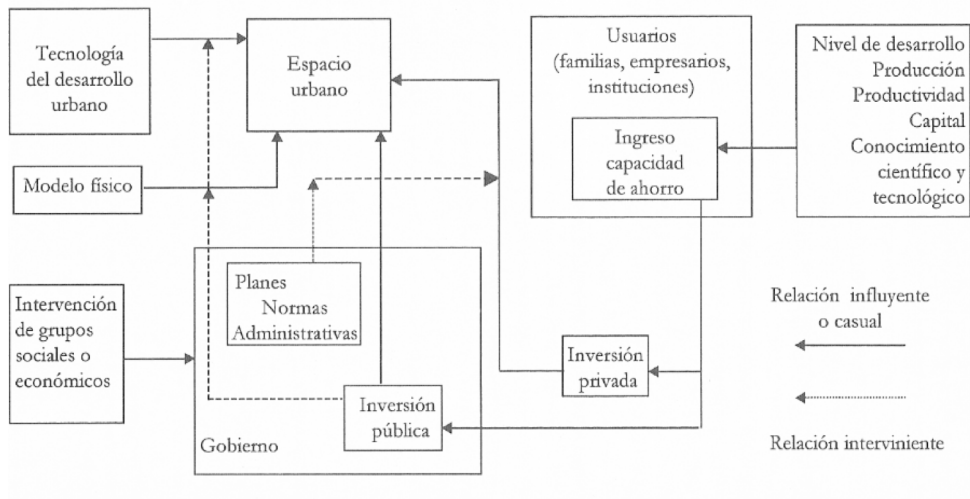 Tecnología
del desarrollo
urbano
Espacio
urbano
Usuarios
(familias, empresarios,
instituciones)
Ingreso
capacidad
de ahorro
Nivel de desarrollo
Producción
Productividad
Capital
Conocimiento
científico y
tecnológico
Modelo físico
Intervención
de grupos
sociales o
económicos
Planes
Normas
Administrativas
Inversión
pública
Gobierno
Inversión
privada
Relación influyente
o casual
Relación interviniente